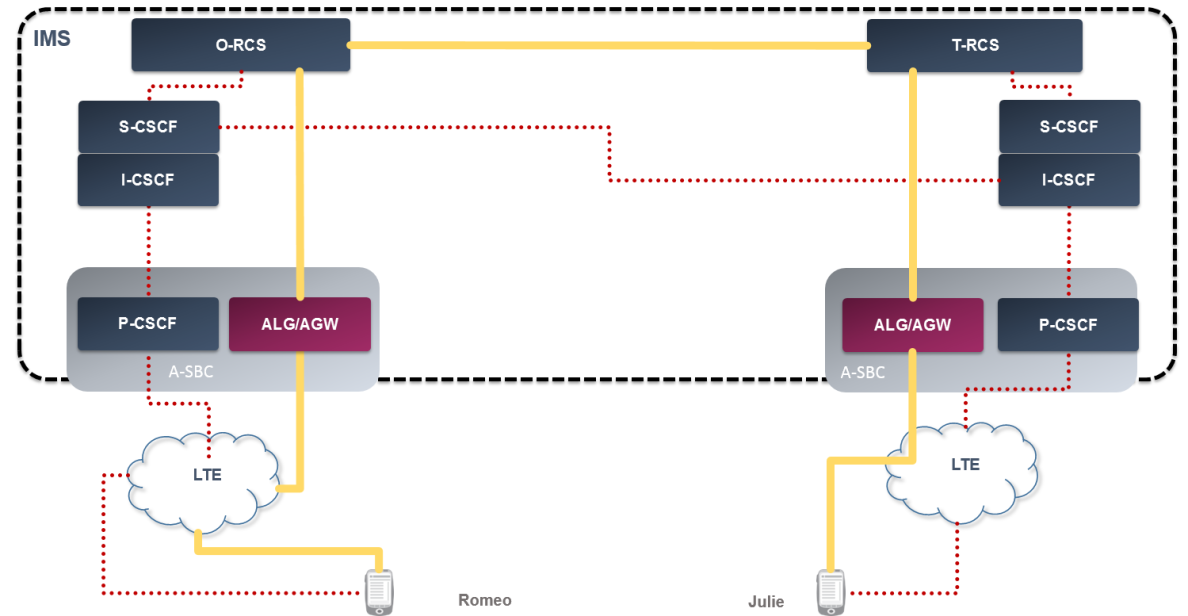 IMS
O-RCS
T-RCS
S-CSCF
S-CSCF
I-CSCF
I-CSCF
P-CSCF
ALG/AGW
ALG/AGW
P-CSCF
A-SBC
A-SBC
LTE
LTE
Romeo
Julie